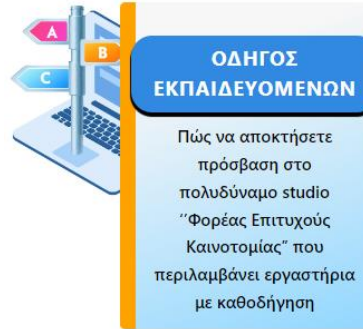 A
B
C
ΟΔΗΓΟΣ
ΕΚΠΑΙΔΕΥΟΜΕΝΩΝ
Πώς να αποκτήσετε
πρόσβαση στο
πολυδύναμο studio
‘’Φορέας Επιτυχούς
Καινοτομίας” που
περιλαμβάνει εργαστήρια
με καθοδήγηση